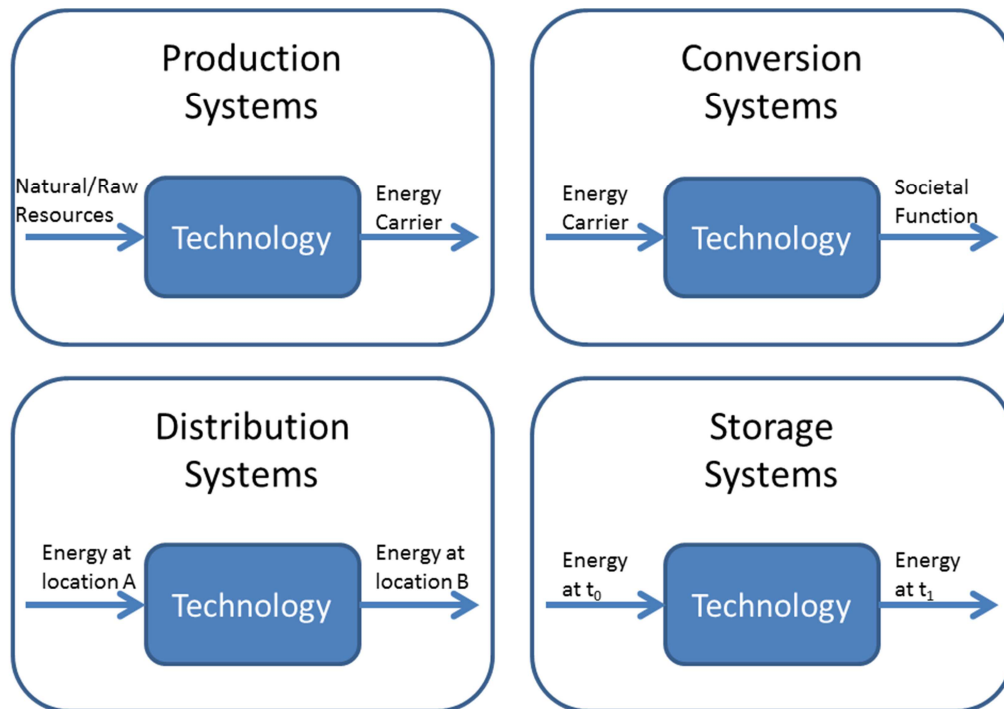 Production
Systems
Natural/Raw
Resources
Technology
Energy
Carrier
Conversion
Systems
Energy
Carrier
Technology
Societal
Function
Distribution
Systems
Energy at
location A
Technology
Energy at
location B
Storage
Systems
Energy
at t₀
Technology
Energy
at t₁